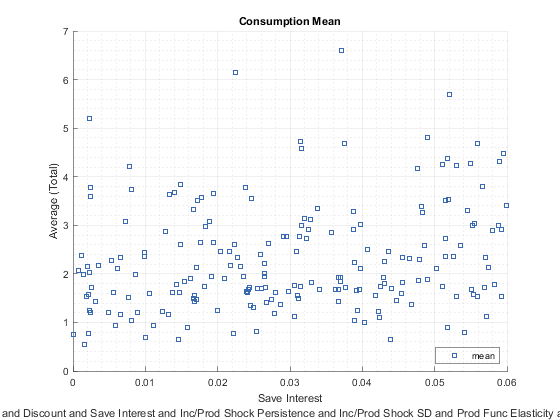 Consumption Mean
7
6
5
4
3
2
1
0
Average (Total)
mean
0 0.01 0.02 0.03 0.04 0.05 0.06
Save Interest
and Discount and Save Interest and Inc/Prod Shock Persistence and Inc/Prod Shock SD and Prod Func Elasticity